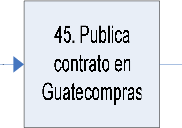 45. Publica
contrato en
Guatecompras